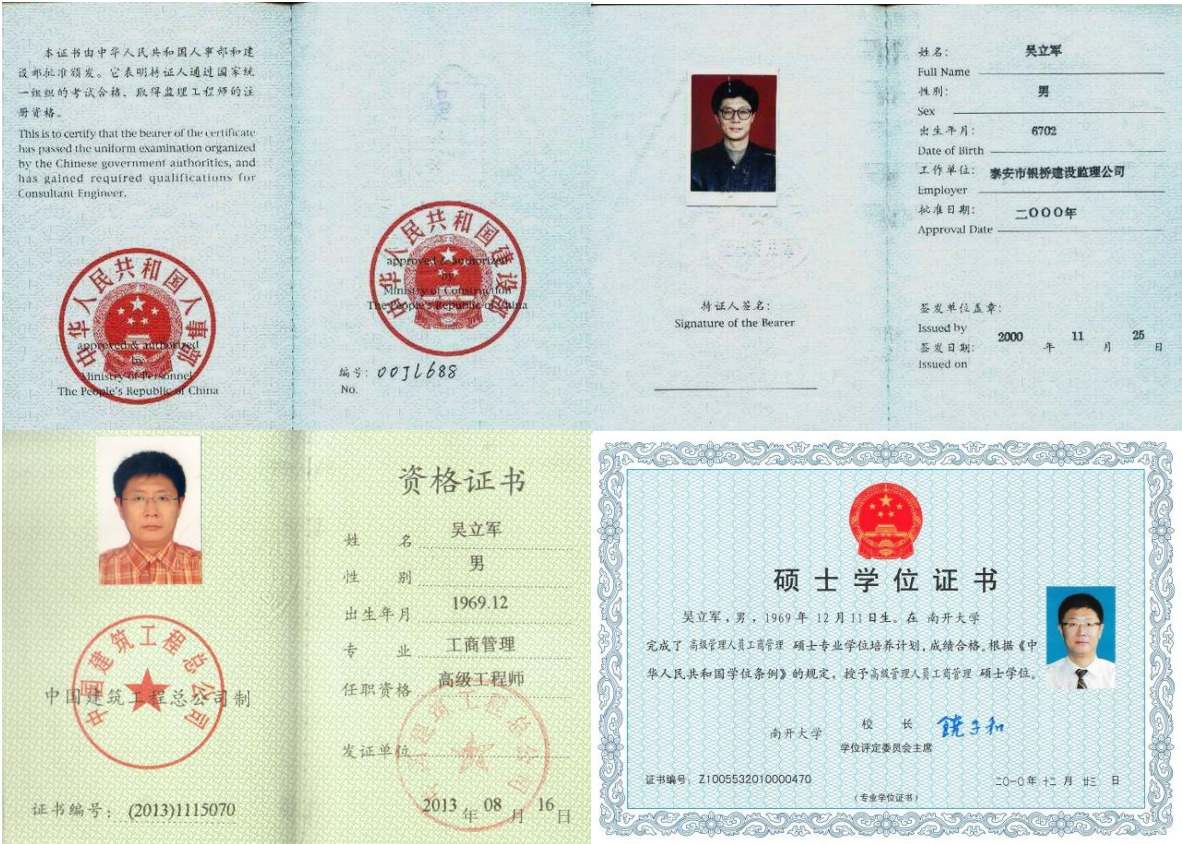 本证书由中华人民共和国人事部和建
设部批准颁发。它表明持证人通过国家统
一组织的考试合格，取得监理工程师的注
册资格。
This is to certify that the bearer of the certificate
has passed the uniform examination organized
by the Chinese government authorities, and
has gained required qualifications for
Consultant Engineer.
中华人民共和国人事部
approved & authorized
by
Ministry of Personnel
The People's Republic of China
中华人民共和国建设部
approved & authorized
by
Ministry of Construction
The People's Republic of China
编号: 00JL688
No.
持证人签名:
Signature of the Bearer
姓名: 吴立军
Full Name
性别: 男
Sex
出生年月: 6702
Date of Birth
工作单位: 泰安市银桥建设监理公司
Employer
批准日期: 二〇〇〇年
Approval Date
签发单位盖章:
Issued by
签发日期: 2000 年 11 月 25 日
Issued on
中国建筑工程总公司
中国建筑工程总公司制
证书编号: (2013)1115070
资格证书
姓 名 吴立军
性 别 男
出生年月 1969.12
专 业 工商管理
任职资格 高级工程师
发证单位
2013 年 08 月 16 日
硕士学位证书
吴立军，男，1969 年 12 月 11 日生。在 南开大学
完成了 高级管理人员工商管理 硕士专业学位培养计划，成绩合格。根据《中
华人民共和国学位条例》的规定，授予高级管理人员工商管理 硕士学位。
南开大学 校 长 饶子和
学位评定委员会主席
证书编号: Z1005532010000470
二〇一〇年 十二 月 廿三 日
(专业学位证书)